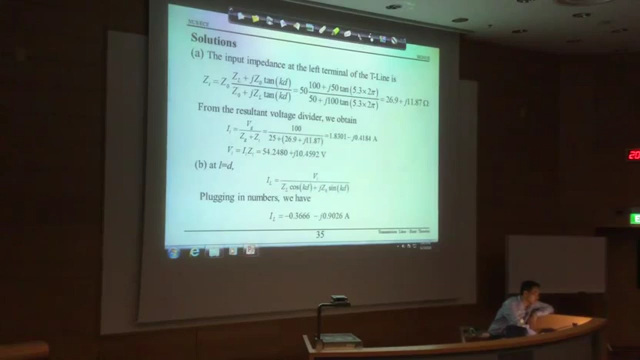 Solutions
(a) The input impedance at the left terminal of the T-Line is
Z_i = Z_0 (Z_L + jZ_0 tan(kd)) / (Z_0 + jZ_L tan(kd)) = 50 (100 + j50 tan(5.3×2π)) / (50 + j100 tan(5.3×2π)) = 26.9 + j11.87 Ω
From the resultant voltage divider, we obtain
I_i = V_g / (Z_g + Z_i) = 100 / (25 + (26.9 + j11.87)) = 1.8301 − j0.4184 A
V_i = I_i Z_i = 54.2480 + j10.4592 V
(b) at l=d,
I_L = V_i / (Z_L cos(kd) + jZ_0 sin(kd))
Plugging in numbers, we have
I_L = −0.3666 − j0.9026 A
35
20